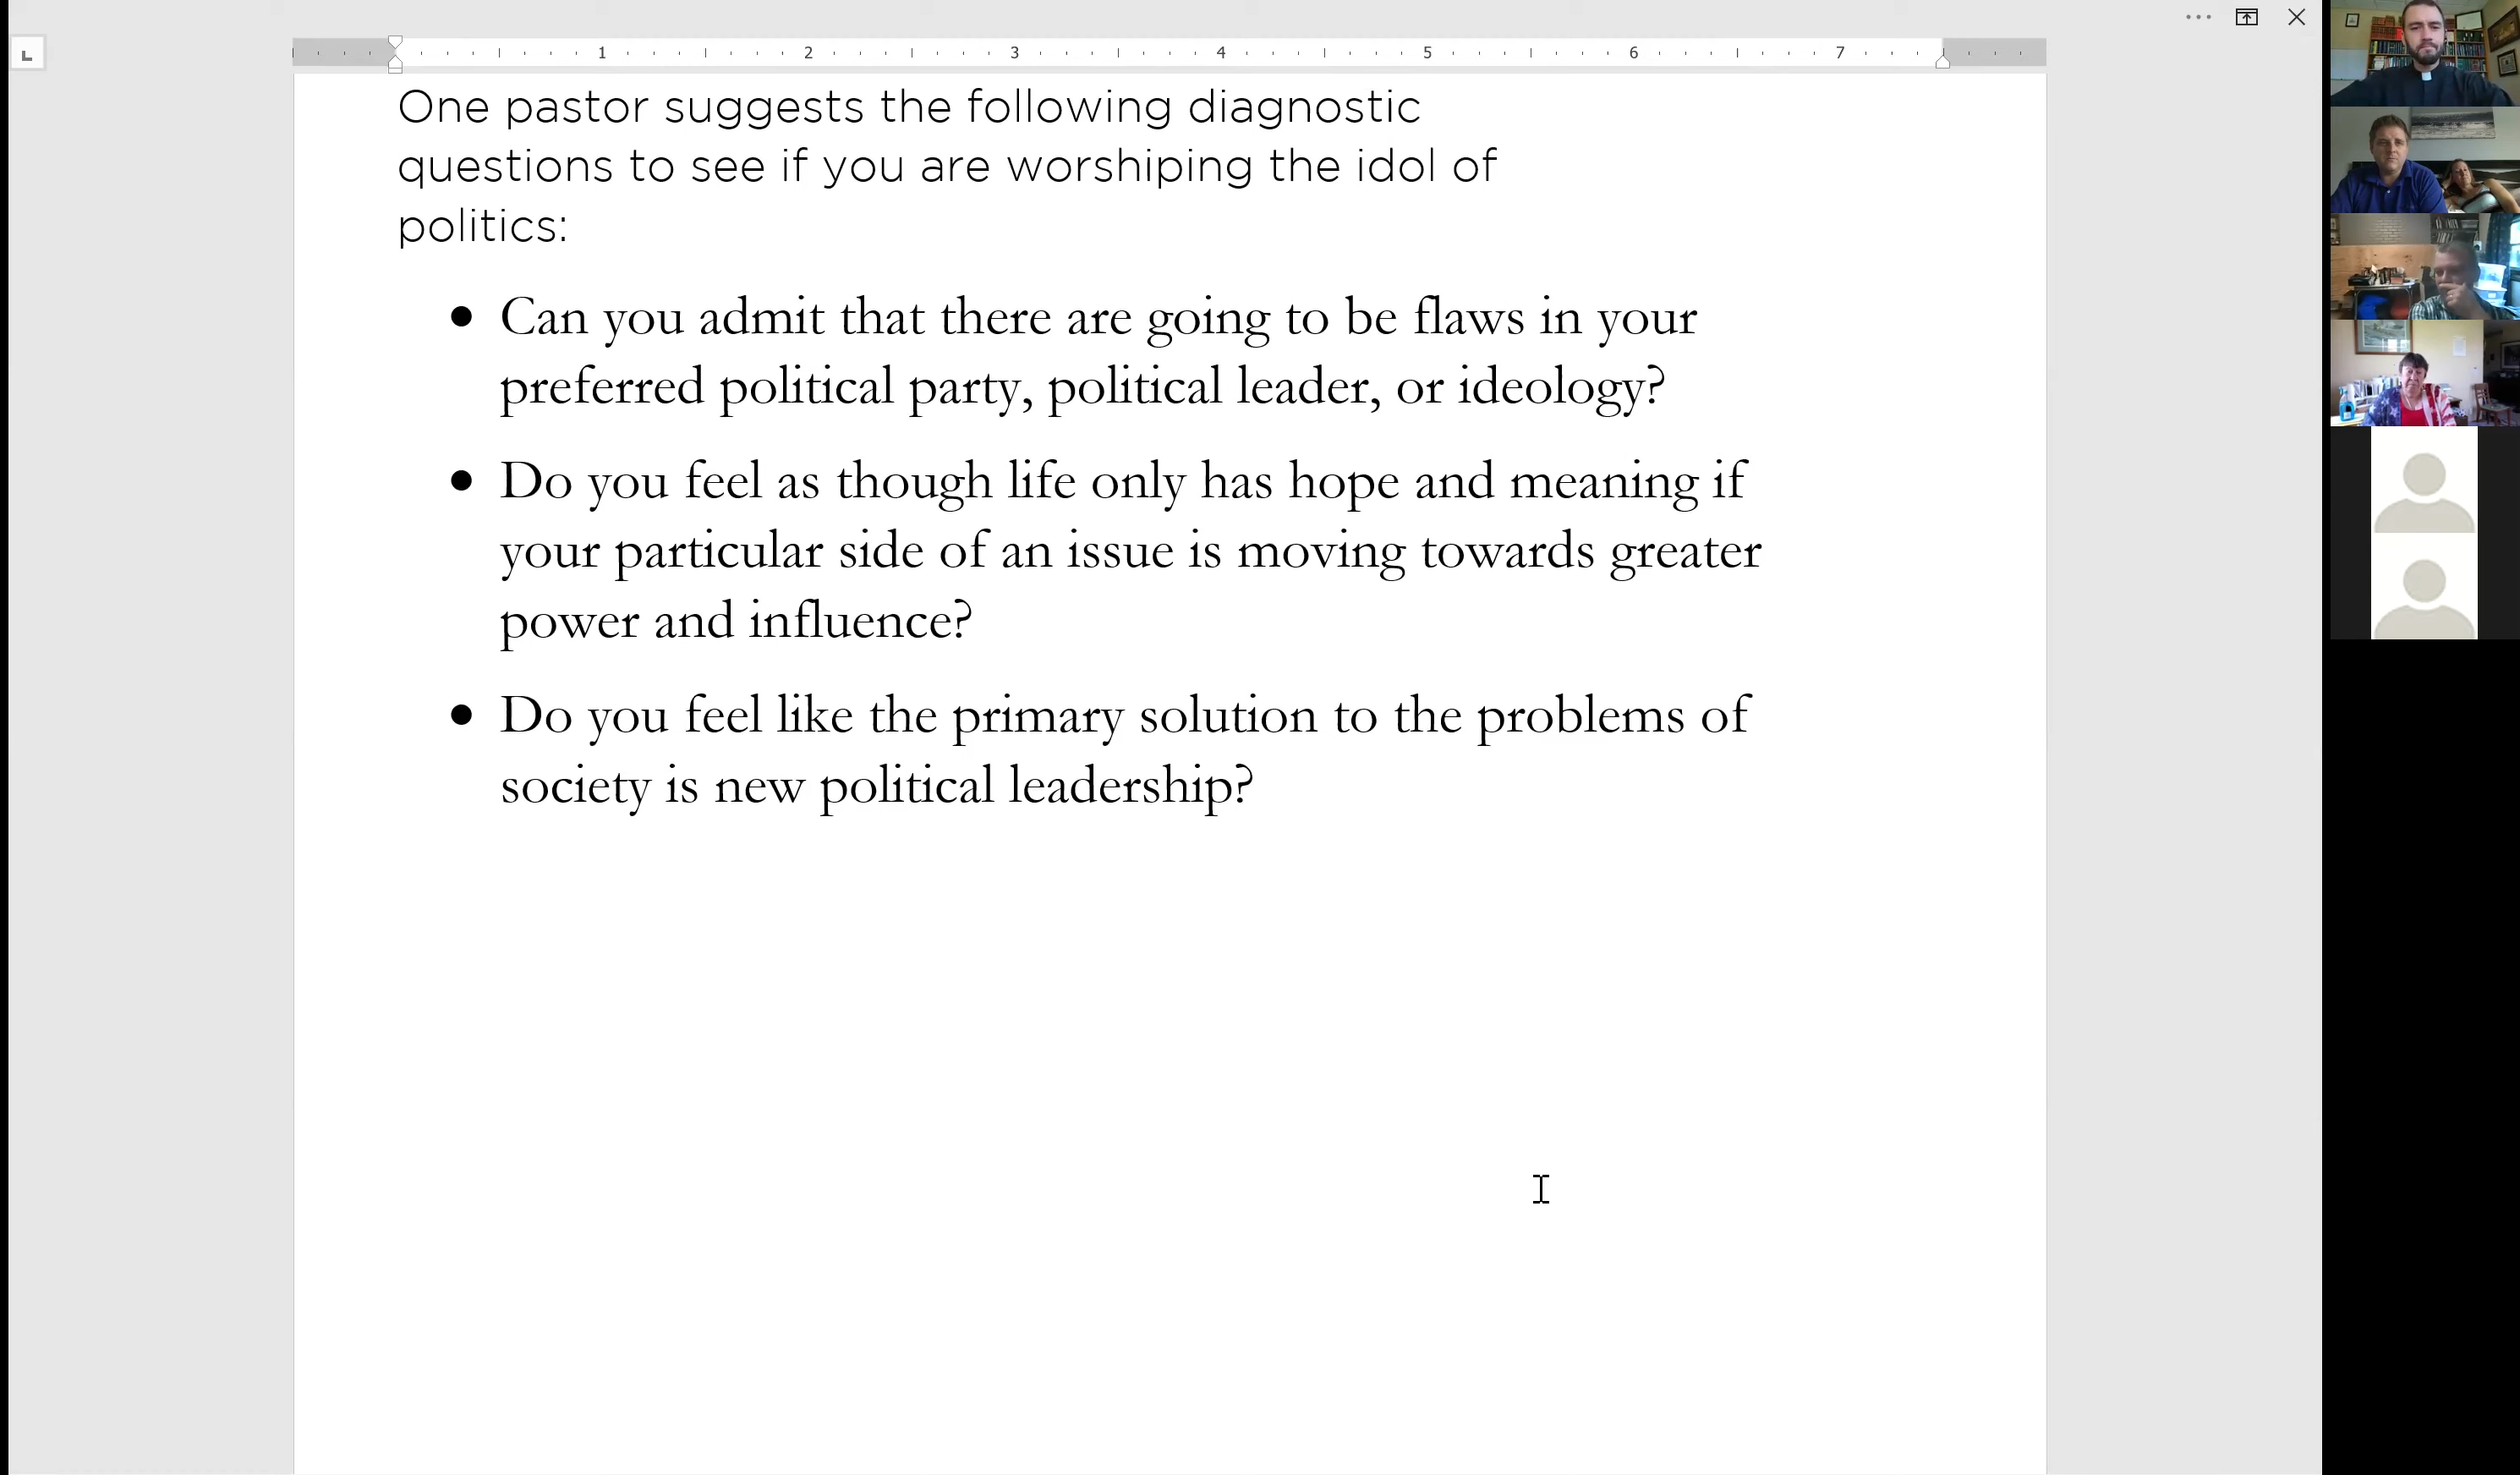 1 2 3 4 5 6 7
One pastor suggests the following diagnostic
questions to see if you are worshiping the idol of
politics:
• Can you admit that there are going to be flaws in your
preferred political party, political leader, or ideology?
• Do you feel as though life only has hope and meaning if
your particular side of an issue is moving towards greater
power and influence?
• Do you feel like the primary solution to the problems of
society is new political leadership?